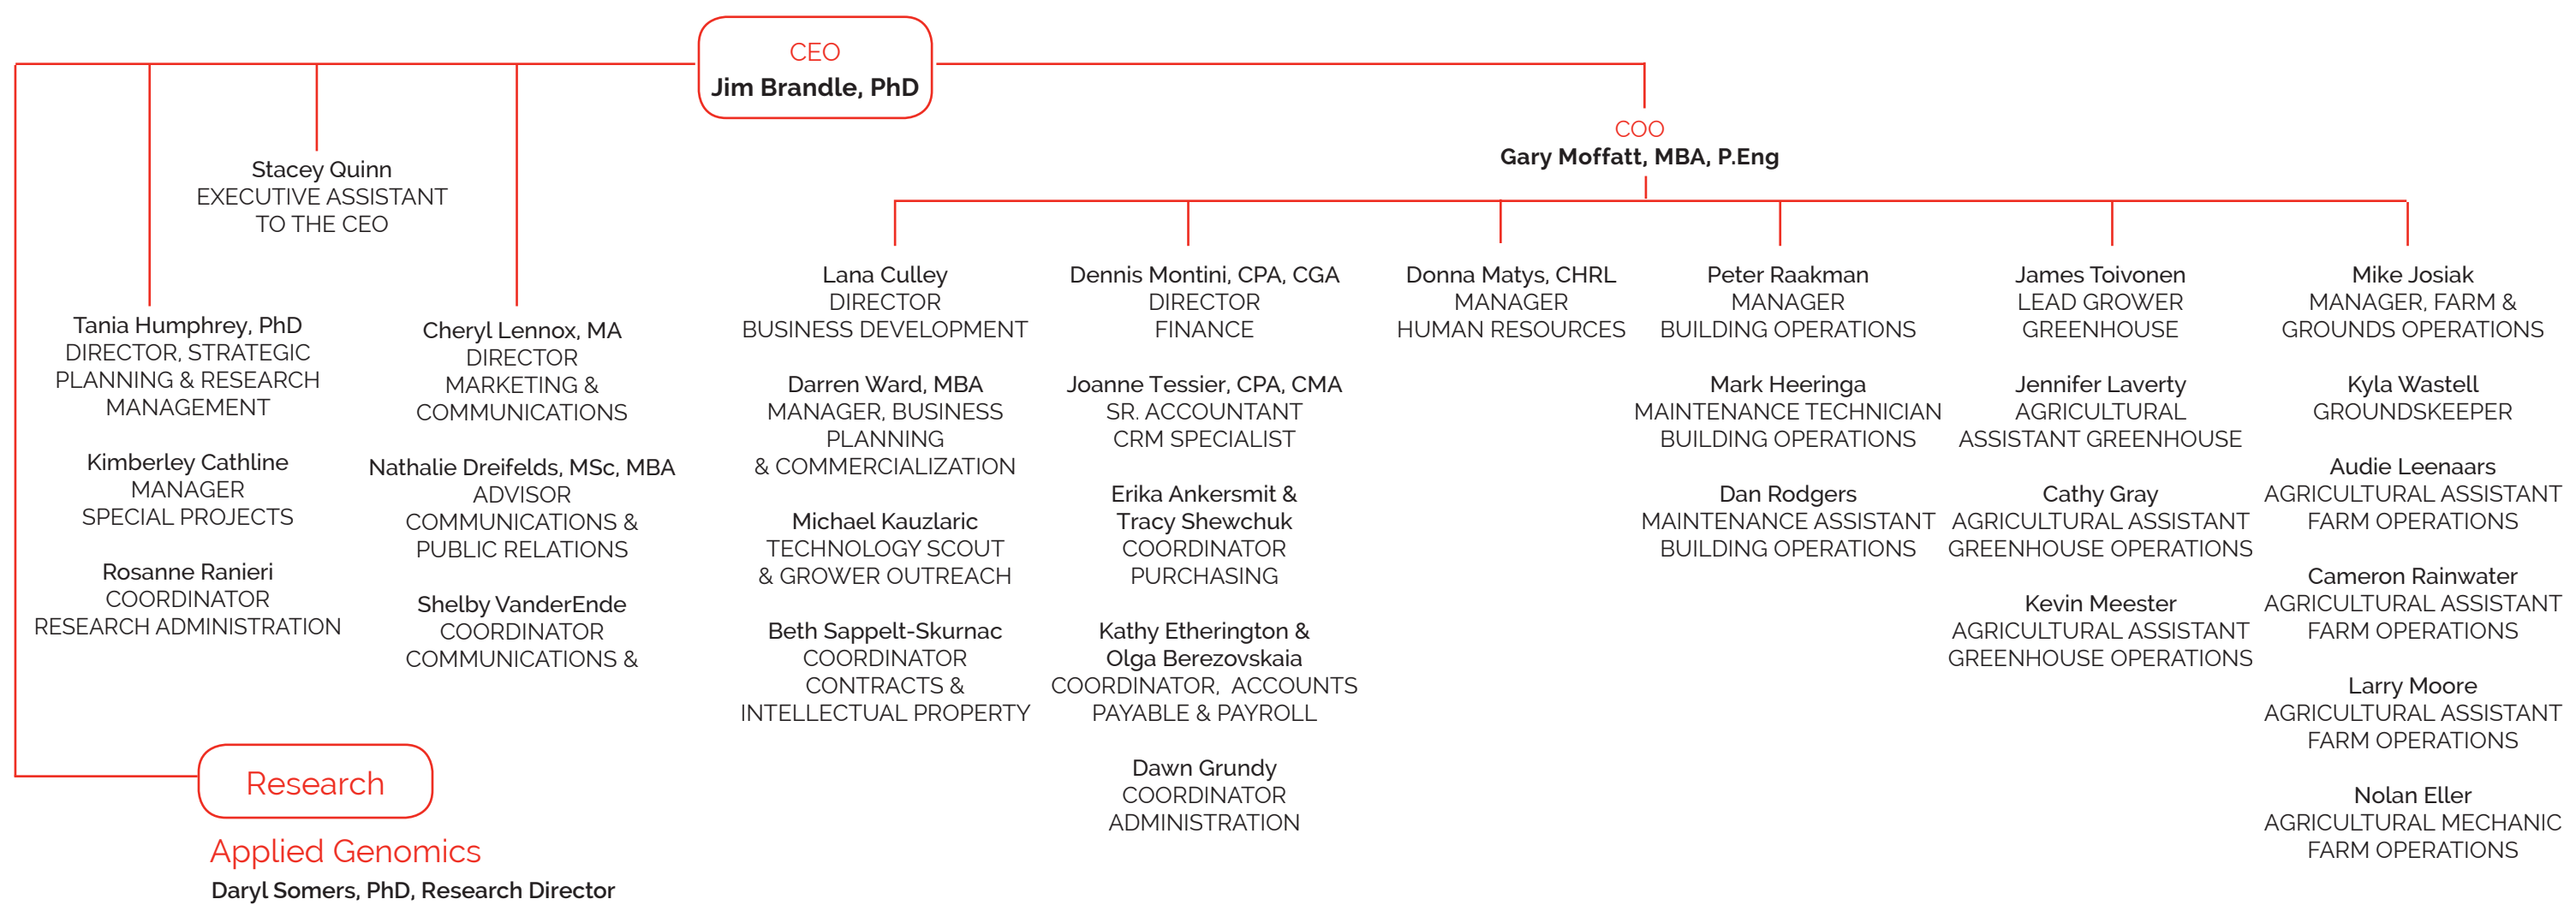 CEO
Jim Brandle, PhD
COO
Gary Moffatt, MBA, P.Eng
Stacey Quinn
EXECUTIVE ASSISTANT
TO THE CEO
Tania Humphrey, PhD
DIRECTOR, STRATEGIC
PLANNING & RESEARCH
MANAGEMENT
Kimberley Cathline
MANAGER
SPECIAL PROJECTS
Rosanne Ranieri
COORDINATOR
RESEARCH ADMINISTRATION
Cheryl Lennox, MA
DIRECTOR
MARKETING &
COMMUNICATIONS
Nathalie Dreifelds, MSc, MBA
ADVISOR
COMMUNICATIONS &
PUBLIC RELATIONS
Shelby VanderEnde
COORDINATOR
COMMUNICATIONS &
Lana Culley
DIRECTOR
BUSINESS DEVELOPMENT
Darren Ward, MBA
MANAGER, BUSINESS
PLANNING
& COMMERCIALIZATION
Michael Kauzlaric
TECHNOLOGY SCOUT
& GROWER OUTREACH
Beth Sappelt-Skurnac
COORDINATOR
CONTRACTS &
INTELLECTUAL PROPERTY
Dennis Montini, CPA, CGA
DIRECTOR
FINANCE
Joanne Tessier, CPA, CMA
SR. ACCOUNTANT
CRM SPECIALIST
Erika Ankersmit &
Tracy Shewchuk
COORDINATOR
PURCHASING
Kathy Etherington &
Olga Berezovskaia
COORDINATOR, ACCOUNTS
PAYABLE & PAYROLL
Dawn Grundy
COORDINATOR
ADMINISTRATION
Donna Matys, CHRL
MANAGER
HUMAN RESOURCES
Peter Raakman
MANAGER
BUILDING OPERATIONS
Mark Heeringa
MAINTENANCE TECHNICIAN
BUILDING OPERATIONS
Dan Rodgers
MAINTENANCE ASSISTANT
BUILDING OPERATIONS
James Toivonen
LEAD GROWER
GREENHOUSE
Jennifer Laverty
AGRICULTURAL
ASSISTANT GREENHOUSE
Cathy Gray
AGRICULTURAL ASSISTANT
GREENHOUSE OPERATIONS
Kevin Meester
AGRICULTURAL ASSISTANT
GREENHOUSE OPERATIONS
Mike Josiak
MANAGER, FARM &
GROUNDS OPERATIONS
Kyla Wastell
GROUNDSKEEPER
Audie Leenaars
AGRICULTURAL ASSISTANT
FARM OPERATIONS
Cameron Rainwater
AGRICULTURAL ASSISTANT
FARM OPERATIONS
Larry Moore
AGRICULTURAL ASSISTANT
FARM OPERATIONS
Nolan Eller
AGRICULTURAL MECHANIC
FARM OPERATIONS
Research
Applied Genomics
Daryl Somers, PhD, Research Director